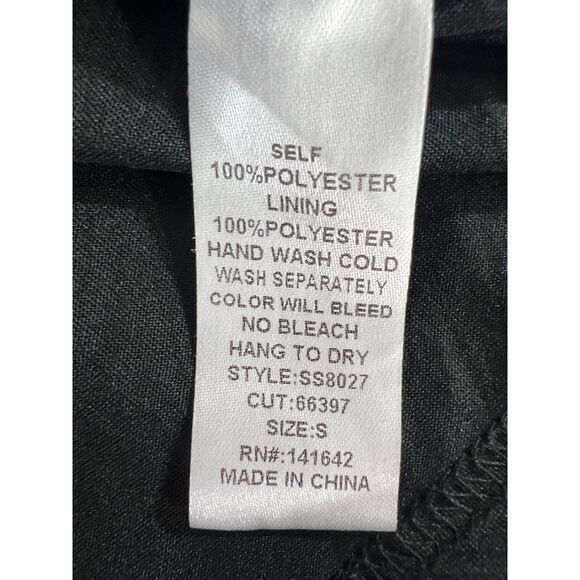 SELF
100%POLYESTER
LINING
100%POLYESTER
HAND WASH COLD
WASH SEPARATELY
COLOR WILL BLEED
NO BLEACH
HANG TO DRY
STYLE:SS8027
CUT:66397
SIZE:S
RN#:141642
MADE IN CHINA